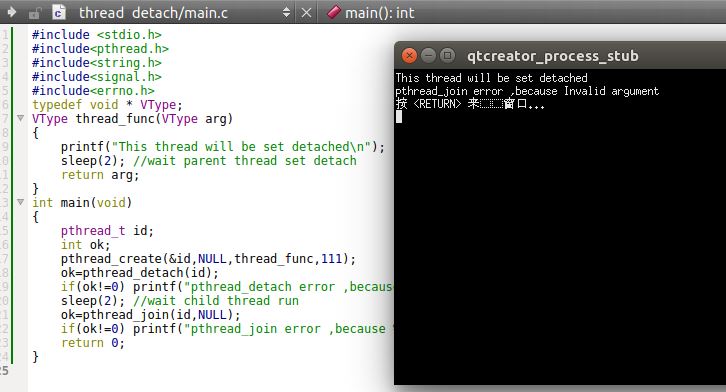 thread_detach/main.c
main(): int
qtcreator_process_stub
1 #include <stdio.h>
2 #include<pthread.h>
3 #include<string.h>
4 #include<signal.h>
5 #include<errno.h>
6 typedef void * VType;
7 VType thread_func(VType arg)
8 {
9 printf("This thread will be set detached\n");
10 sleep(2); //wait parent thread set detach
11 return arg;
12 }
13 int main(void)
14 {
15 pthread_t id;
16 int ok;
17 pthread_create(&id,NULL,thread_func,111);
18 ok=pthread_detach(id);
19 if(ok!=0) printf("pthread_detach error ,becaus
20 sleep(2); //wait child thread run
21 ok=pthread_join(id,NULL);
22 if(ok!=0) printf("pthread_join error ,because
23 return 0;
24 }
25
This thread will be set detached
pthread_join error ,because Invalid argument
按 <RETURN> 来窗口...